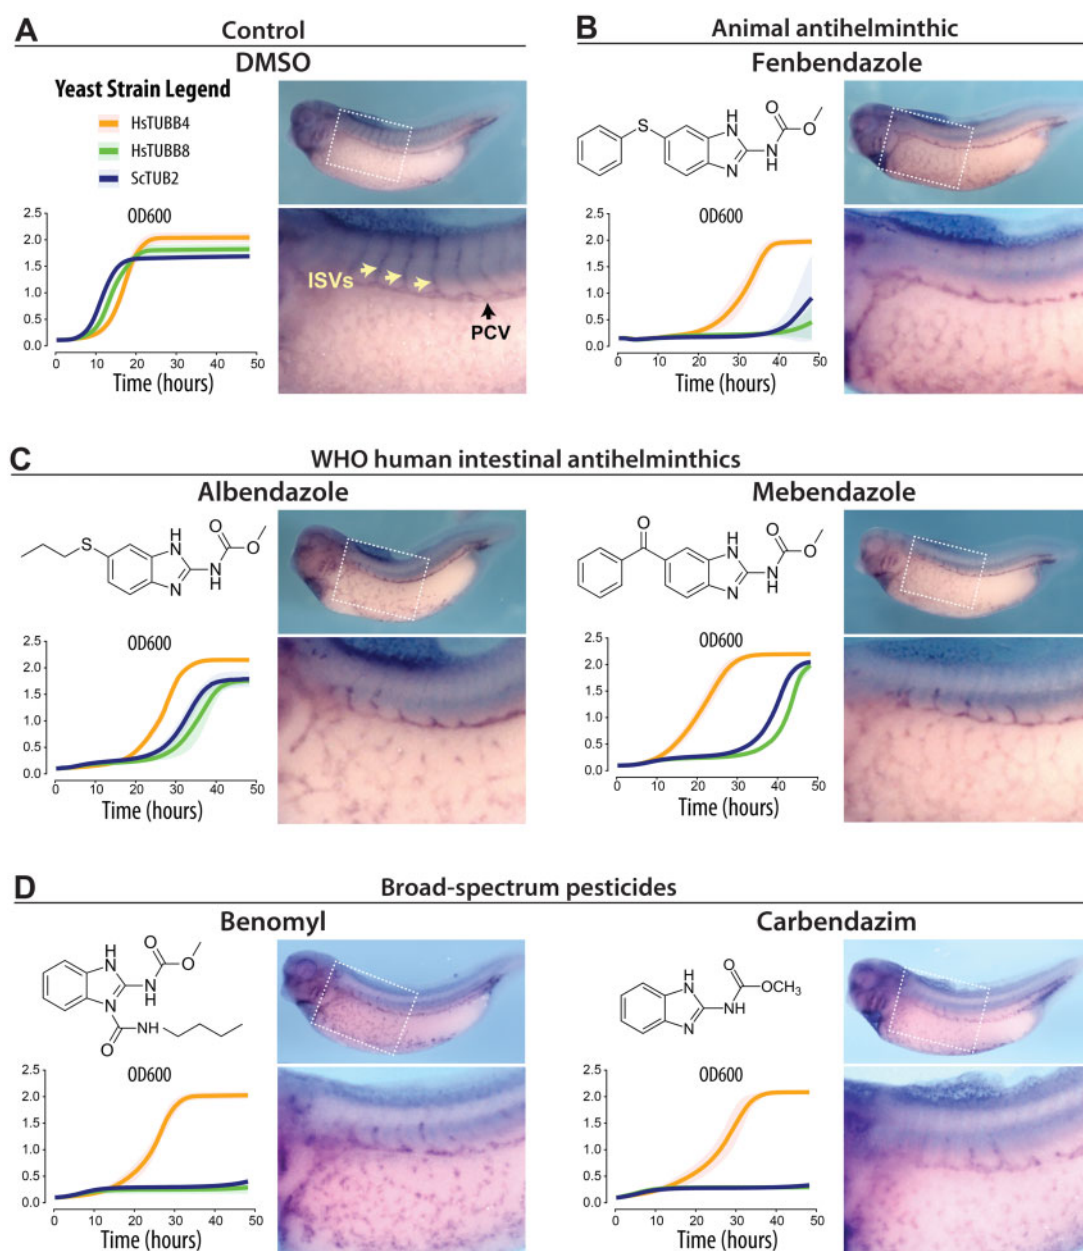 A
Control
DMSO
Yeast Strain Legend
HsTUBB4
HsTUBB8
ScTUB2
OD600
2.5
2.0
1.5
1.0
0.5
0.0
0 10 20 30 40 50
Time (hours)
ISVs
PCV
B
Animal antihelminthic
Fenbendazole
S
H
N
N
O
O
NH
OD600
2.5
2.0
1.5
1.0
0.5
0.0
0 10 20 30 40 50
Time (hours)
C
WHO human intestinal antihelminthics
Albendazole
S
H
N
N
O
O
NH
OD600
2.5
2.0
1.5
1.0
0.5
0.0
0 10 20 30 40 50
Time (hours)
Mebendazole
O
H
N
N
O
O
NH
OD600
2.5
2.0
1.5
1.0
0.5
0.0
0 10 20 30 40 50
Time (hours)
D
Broad-spectrum pesticides
Benomyl
H
N
N
O
O
NH
NH
O
OD600
2.5
2.0
1.5
1.0
0.5
0.0
0 10 20 30 40 50
Time (hours)
Carbendazim
H
N
N
O
OCH3
NH
OD600
2.5
2.0
1.5
1.0
0.5
0.0
0 10 20 30 40 50
Time (hours)